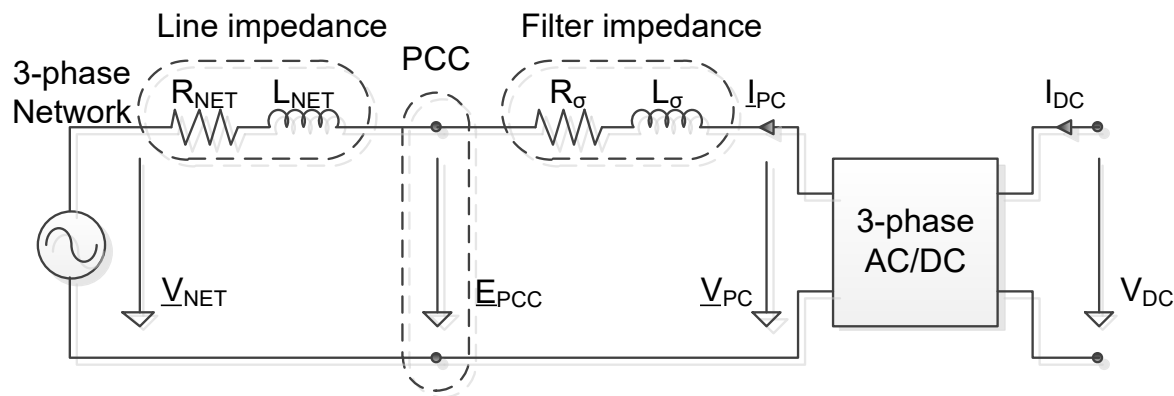 Line impedance
Filter impedance
3-phase
Network
PCC
R_NET
L_NET
R_σ
L_σ
I_PC
I_DC
3-phase
AC/DC
V_NET
E_PCC
V_PC
V_DC